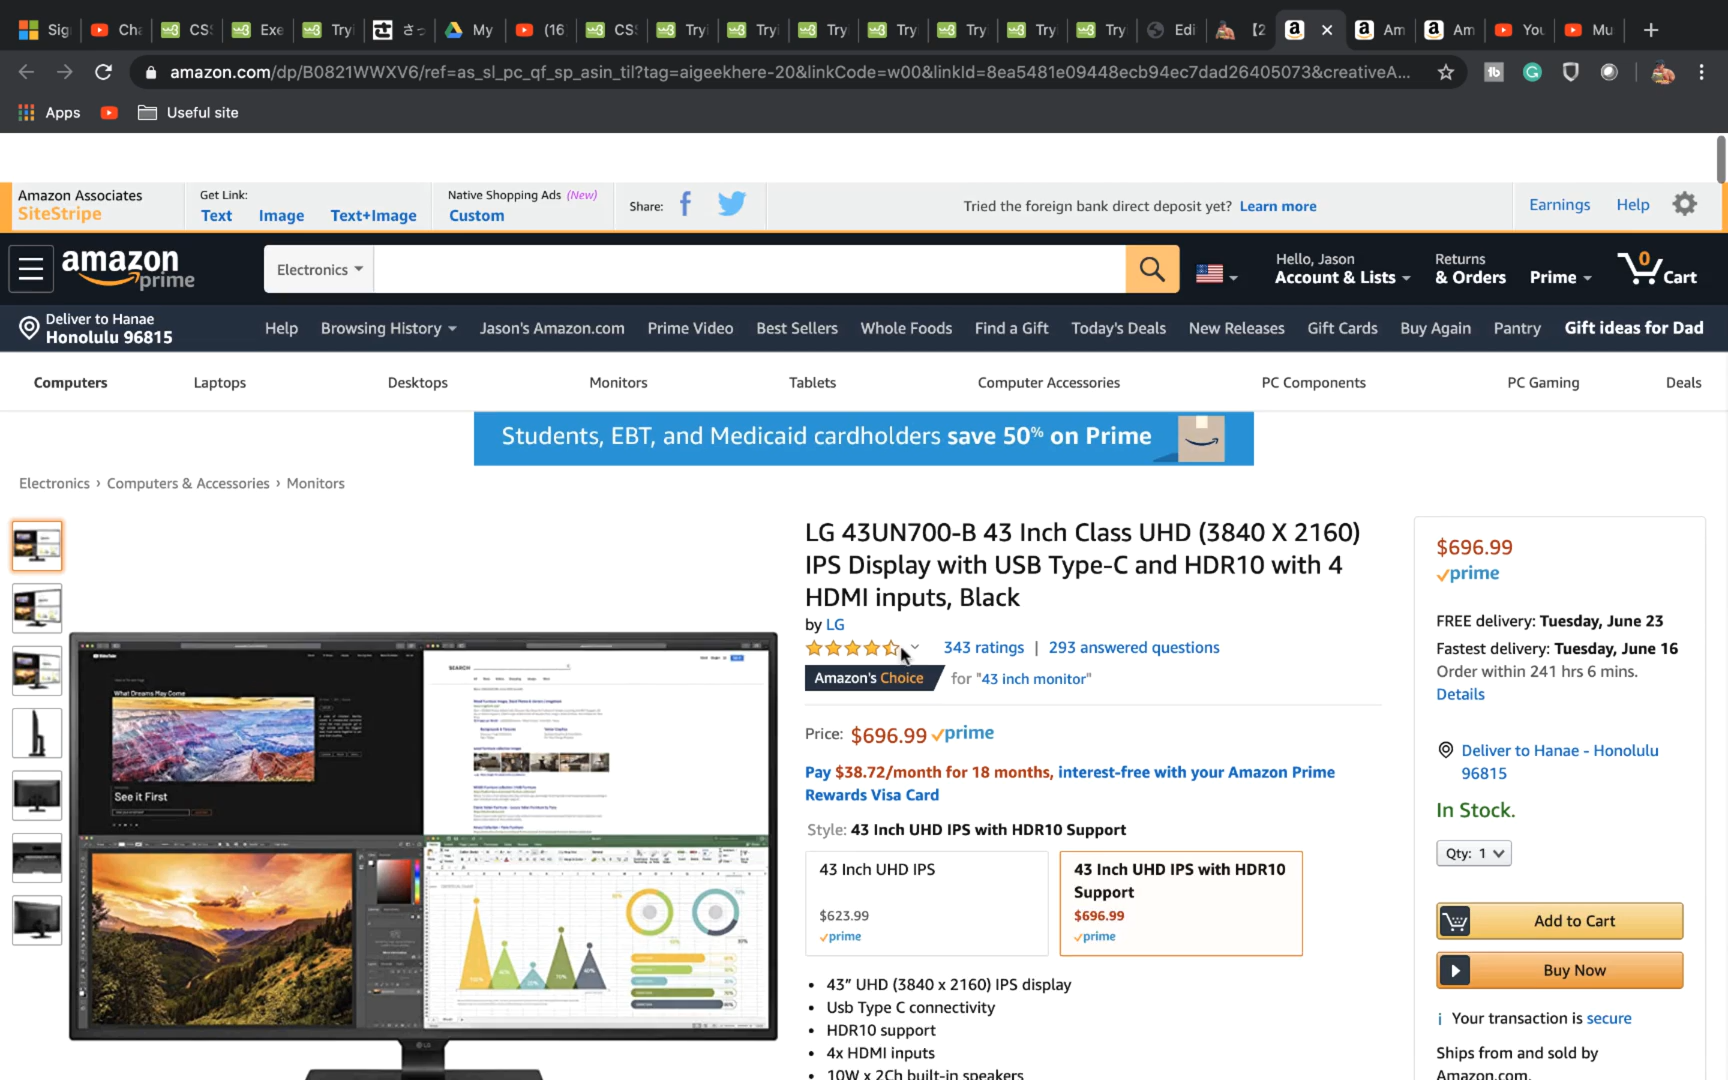 Sig
Cha
CS
Exe
Tryi
さっ
My
(16
CSS
Tryi
Tryi
Try
Try
Try
Try
Try
Edi
【2
Am
Am
You
Mu
amazon.com/dp/B0821WWXV6/ref=as_sl_pc_qf_sp_asin_til?tag=aigeekhere-20&linkCode=w00&linkId=8ea5481e09448ecb94ec7dad26405073&creativeA...
Apps
Useful site
Amazon Associates
SiteStripe
Get Link:
Text Image Text+Image
Native Shopping Ads (New)
Custom
Share:
Tried the foreign bank direct deposit yet? Learn more
Earnings Help
amazon prime
Electronics
Hello, Jason
Account & Lists
Returns
& Orders
Prime
0
Cart
Deliver to Hanae
Honolulu 96815
Help Browsing History Jason's Amazon.com Prime Video Best Sellers Whole Foods Find a Gift Today's Deals New Releases Gift Cards Buy Again Pantry Gift ideas for Dad
Computers Laptops Desktops Monitors Tablets Computer Accessories PC Components PC Gaming Deals
Students, EBT, and Medicaid cardholders save 50% on Prime
Electronics › Computers & Accessories › Monitors
What Dreams May Come
See it First
SEARCH
LG
LG 43UN700-B 43 Inch Class UHD (3840 X 2160)
IPS Display with USB Type-C and HDR10 with 4
HDMI inputs, Black
by LG
343 ratings | 293 answered questions
Amazon's Choice for "43 inch monitor"
Price: $696.99 prime
Pay $38.72/month for 18 months, interest-free with your Amazon Prime
Rewards Visa Card
Style: 43 Inch UHD IPS with HDR10 Support
43 Inch UHD IPS
$623.99
prime
43 Inch UHD IPS with HDR10
Support
$696.99
prime
• 43” UHD (3840 x 2160) IPS display
• Usb Type C connectivity
• HDR10 support
• 4x HDMI inputs
• 10W x 2Ch built-in speakers
$696.99
prime
FREE delivery: Tuesday, June 23
Fastest delivery: Tuesday, June 16
Order within 241 hrs 6 mins.
Details
Deliver to Hanae - Honolulu
96815
In Stock.
Qty: 1
Add to Cart
Buy Now
Your transaction is secure
Ships from and sold by
Amazon.com.